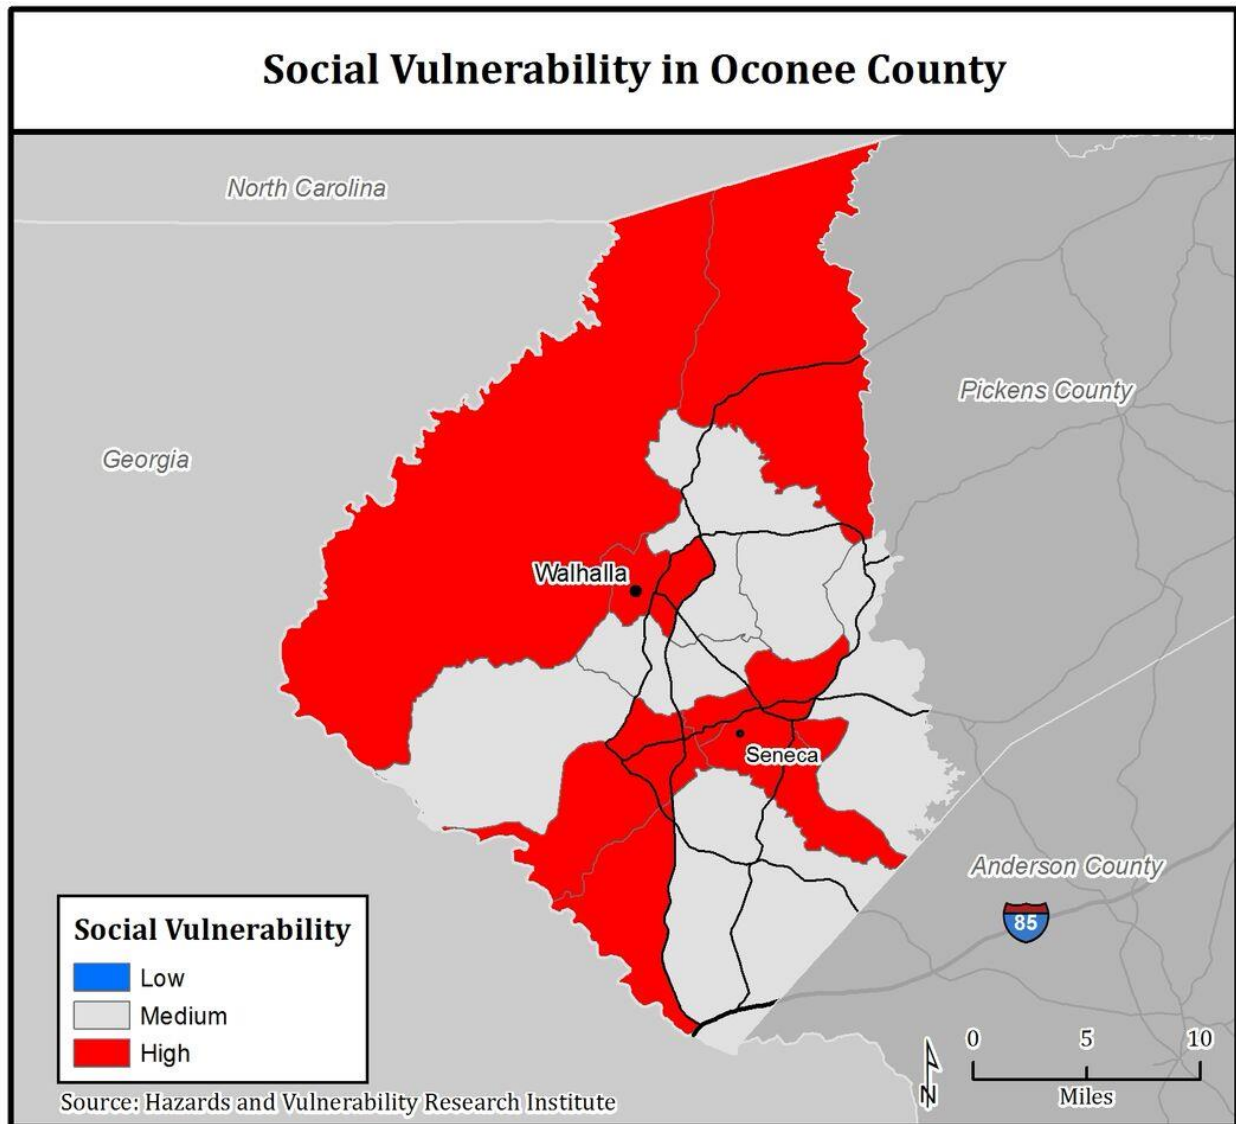 Social Vulnerability in Oconee County
North Carolina
Pickens County
Georgia
Walhalla
Seneca
Anderson County
85
Social Vulnerability
Low
Medium
High
0 5 10
Miles
N
Source: Hazards and Vulnerability Research Institute